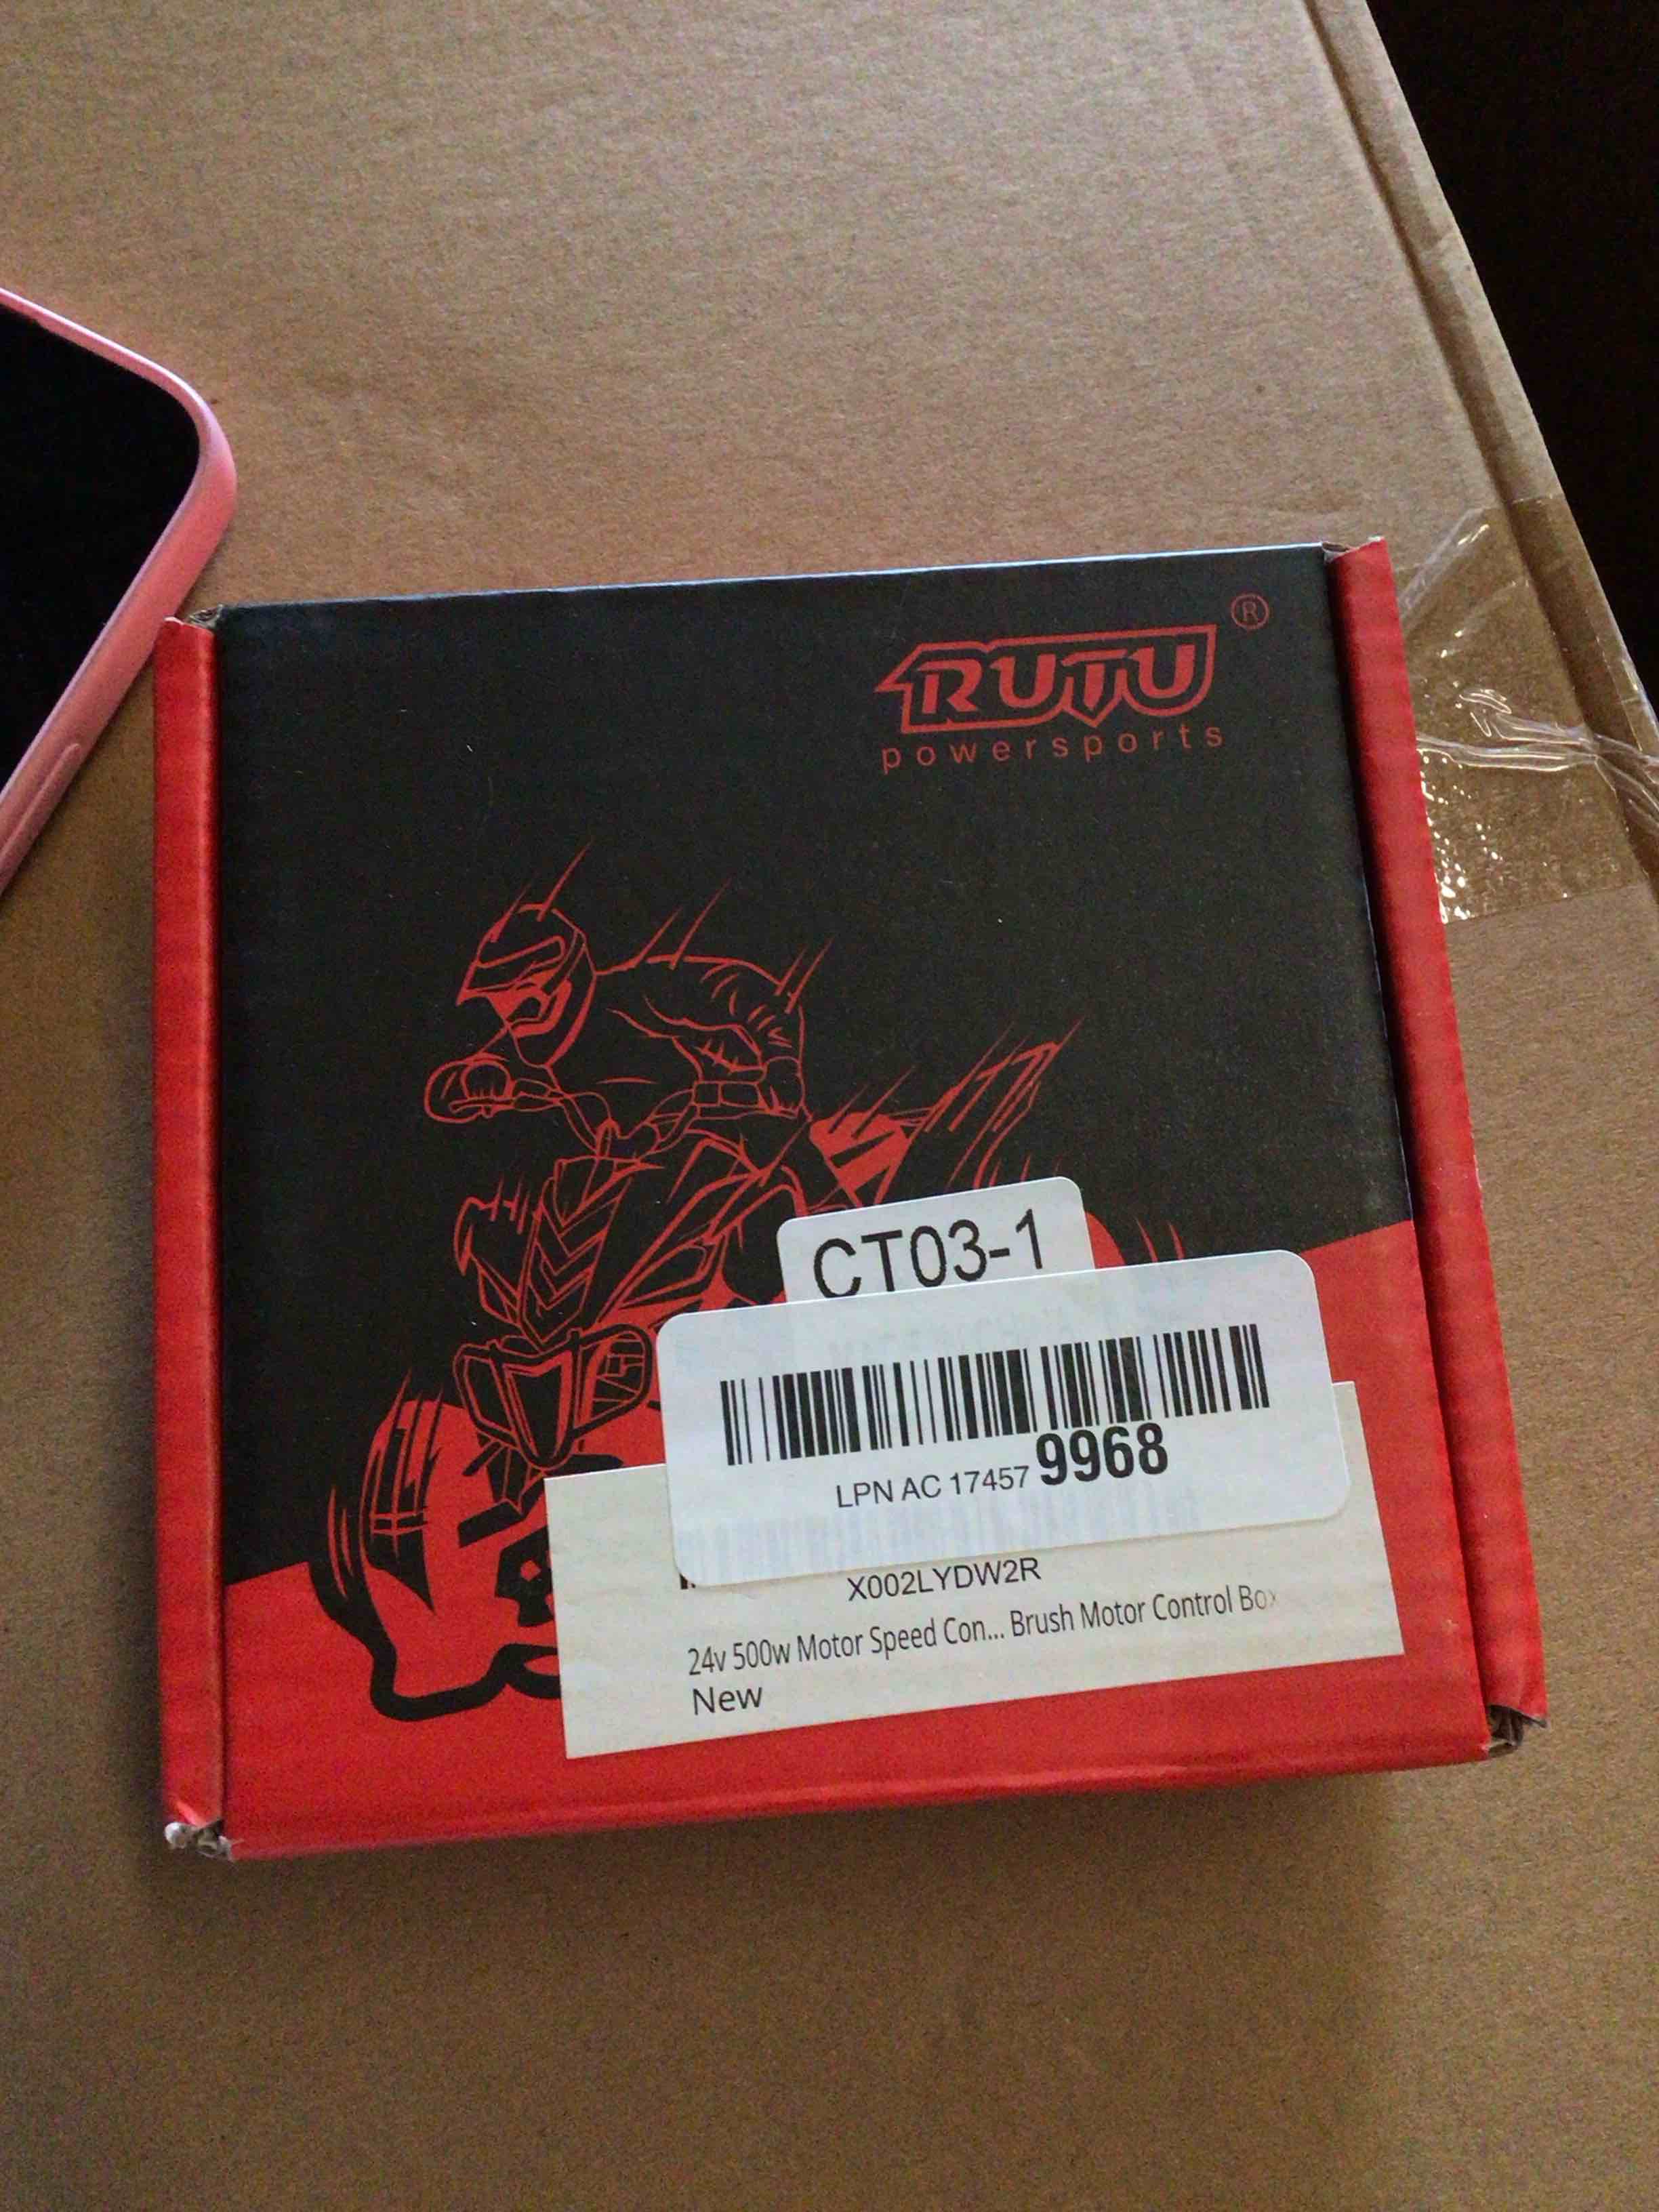 RUTU ®
powersports
CT03-1
LPN AC 17457 9968
X002LYDW2R
24v 500w Motor Speed Con... Brush Motor Control Box
New